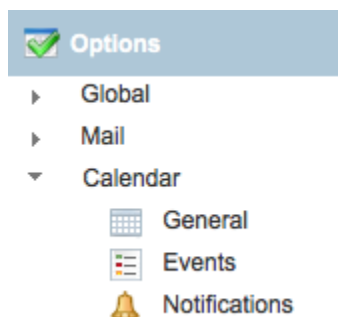 Options
Global
Mail
Calendar
General
Events
Notifications